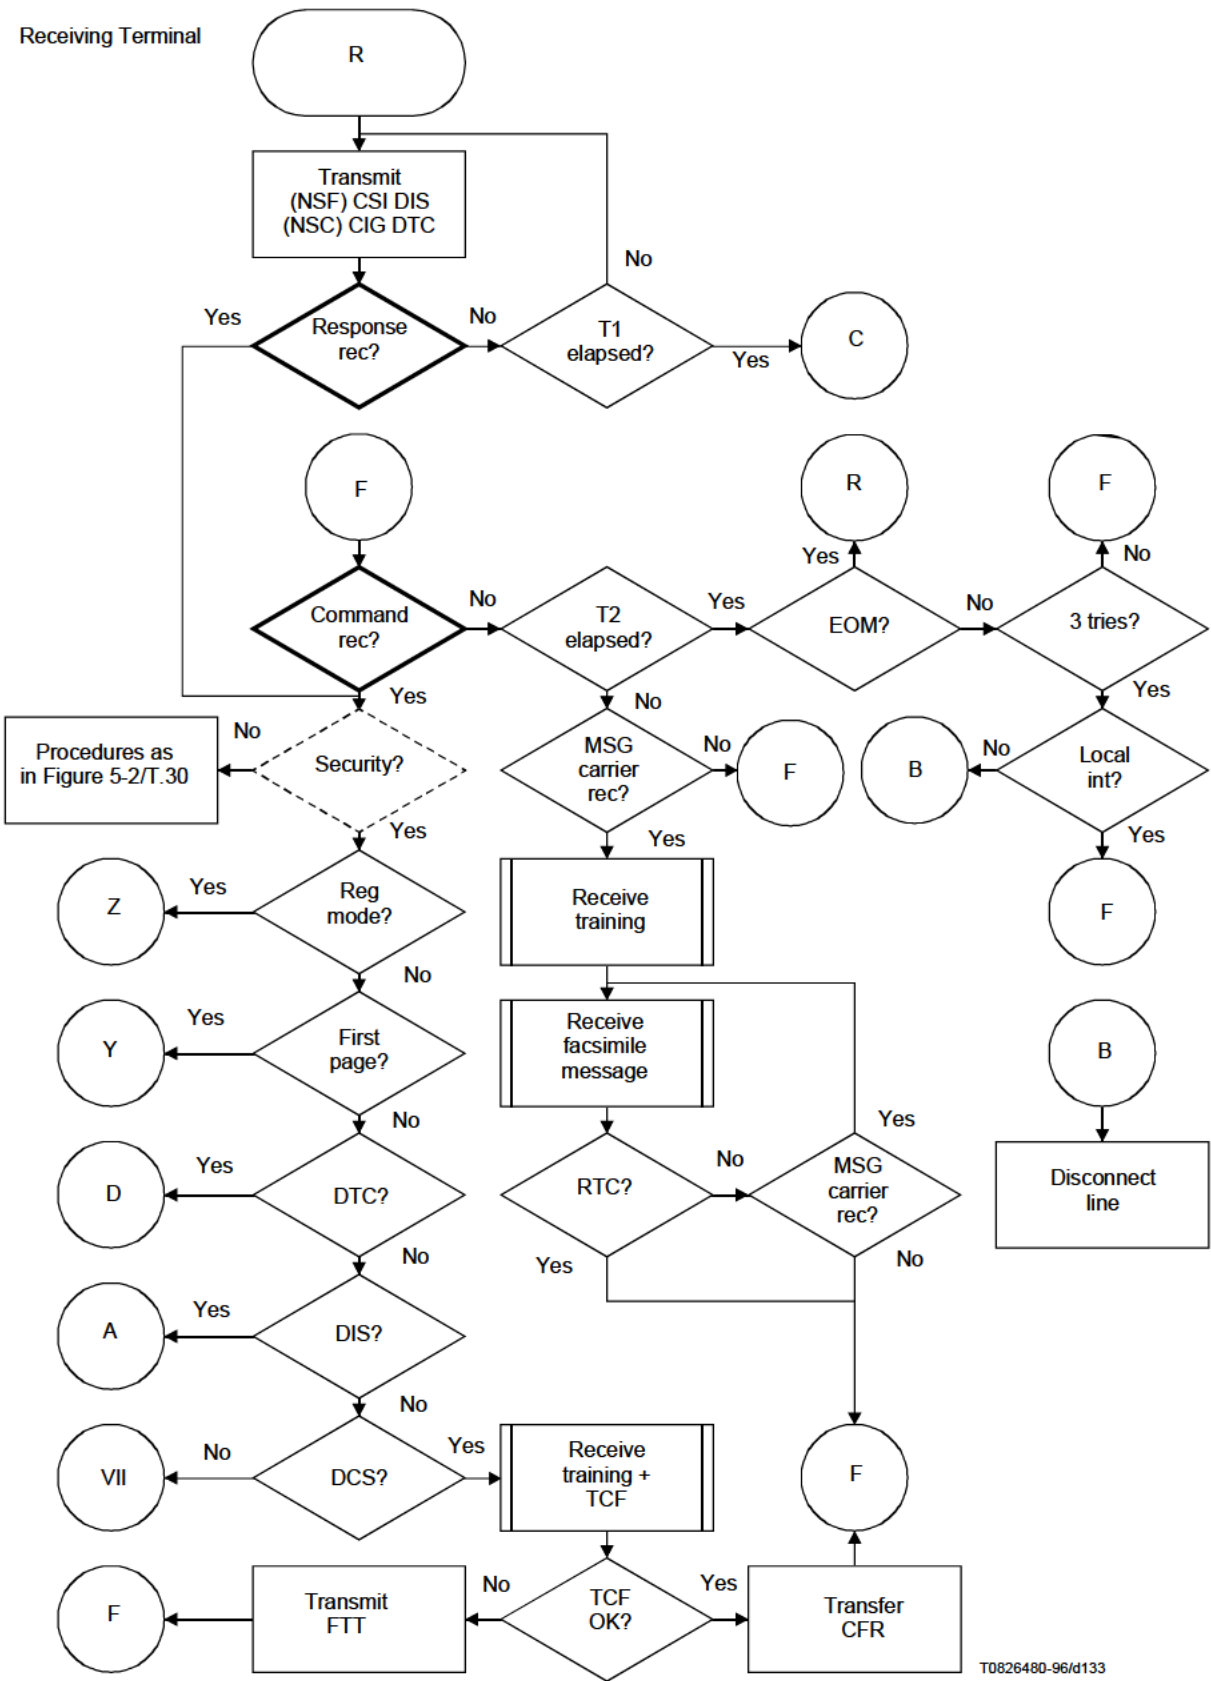 Receiving Terminal
R
Transmit
(NSF) CSI DIS
(NSC) CIG DTC
No
Yes
Response
rec?
No
T1
elapsed?
Yes
C
F
R
F
Yes
No
Command
rec?
No
T2
elapsed?
Yes
EOM?
No
3 tries?
Yes
No
Yes
Procedures as
in Figure 5-2/T.30
No
Security?
MSG
carrier
rec?
No
F
B
No
Local
int?
Yes
Yes
Yes
Z
Yes
Reg
mode?
Receive
training
F
No
Y
Yes
First
page?
Receive
facsimile
message
B
No
Yes
D
Yes
DTC?
RTC?
No
MSG
carrier
rec?
Disconnect
line
No
Yes
No
A
Yes
DIS?
No
VII
No
DCS?
Yes
Receive
training +
TCF
F
F
Transmit
FTT
No
TCF
OK?
Yes
Transfer
CFR
T0826480-96/d133